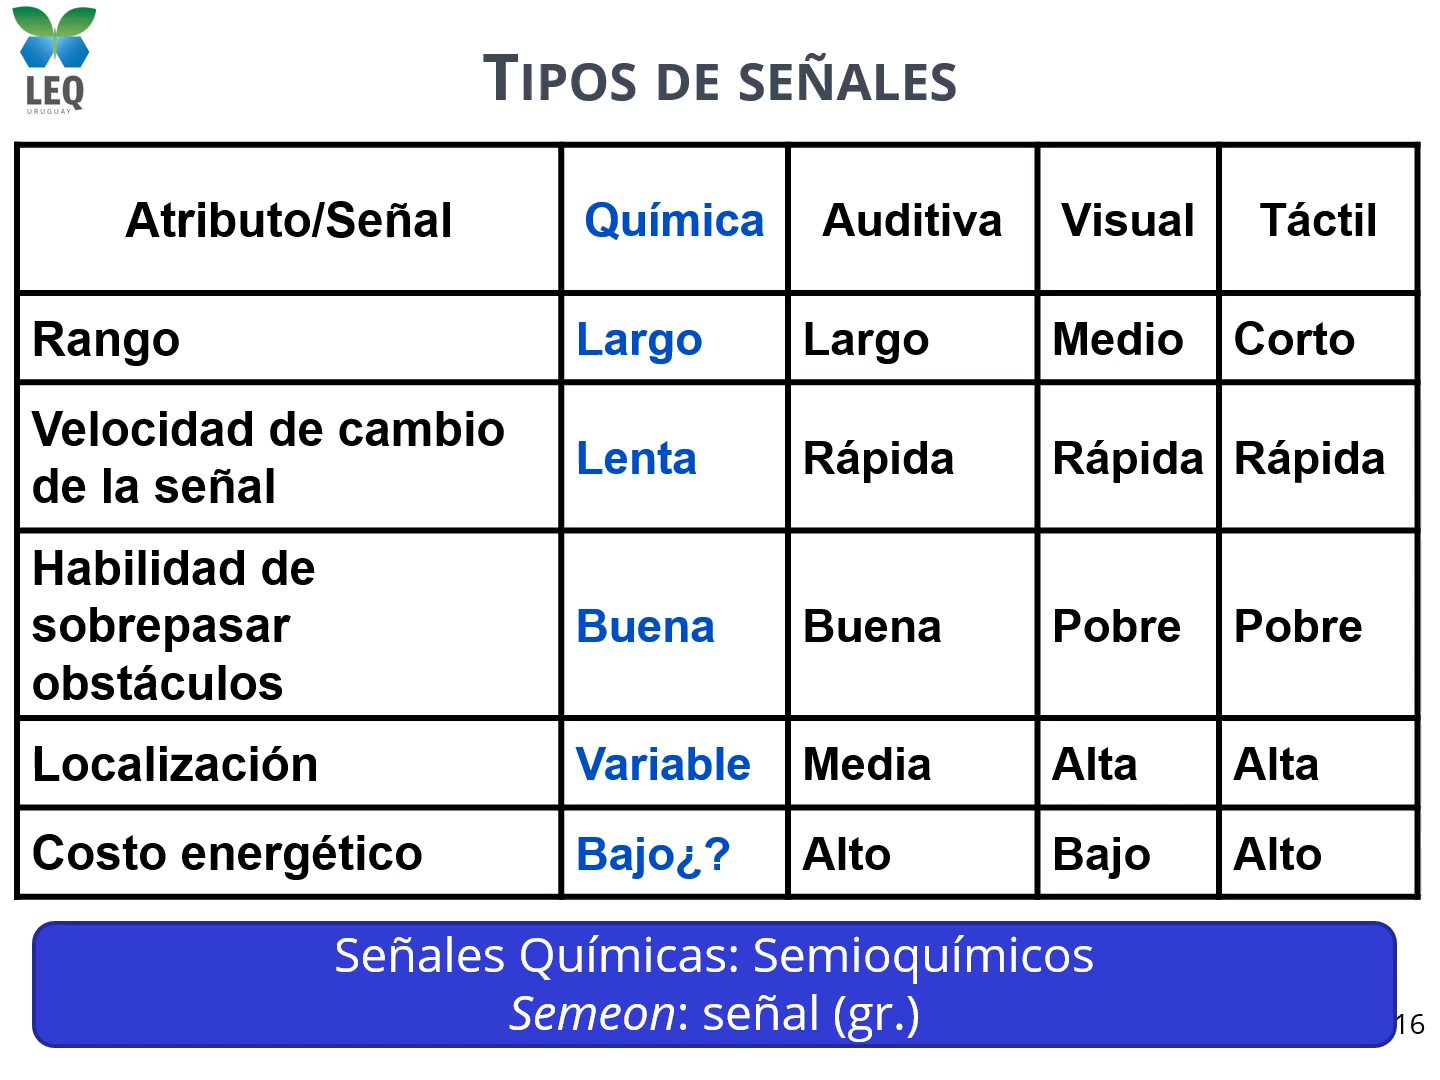 LEQ
URUGUAY
TIPOS DE SEÑALES
Atributo/Señal Química Auditiva Visual Táctil
Rango Largo Largo Medio Corto
Velocidad de cambio
de la señal Lenta Rápida Rápida Rápida
Habilidad de
sobrepasar
obstáculos Buena Buena Pobre Pobre
Localización Variable Media Alta Alta
Costo energético Bajo¿? Alto Bajo Alto
Señales Químicas: Semioquímicos
Semeon: señal (gr.)
16